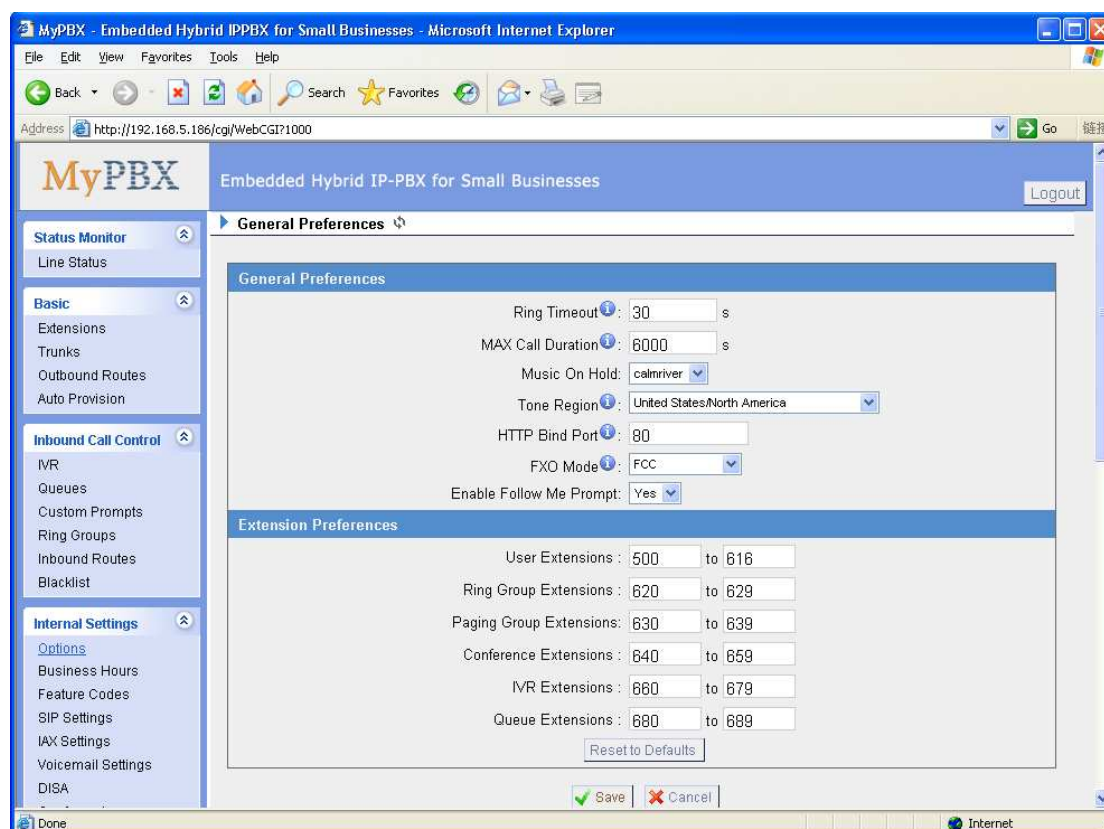 MyPBX - Embedded Hybrid IPPBX for Small Businesses - Microsoft Internet Explorer
File Edit View Favorites Tools Help
Back Search Favorites
Address http://192.168.5.186/cgi/WebCGI?1000 Go 链接
MyPBX
Embedded Hybrid IP-PBX for Small Businesses
Logout
Status Monitor
Line Status
Basic
Extensions
Trunks
Outbound Routes
Auto Provision
Inbound Call Control
IVR
Queues
Custom Prompts
Ring Groups
Inbound Routes
Blacklist
Internal Settings
Options
Business Hours
Feature Codes
SIP Settings
IAX Settings
Voicemail Settings
DISA
General Preferences
General Preferences
Ring Timeout : 30 s
MAX Call Duration : 6000 s
Music On Hold: calmriver
Tone Region : United States/North America
HTTP Bind Port : 80
FXO Mode : FCC
Enable Follow Me Prompt: Yes
Extension Preferences
User Extensions : 500 to 616
Ring Group Extensions : 620 to 629
Paging Group Extensions: 630 to 639
Conference Extensions : 640 to 659
IVR Extensions : 660 to 679
Queue Extensions : 680 to 689
Reset to Defaults
Save Cancel
Done Internet